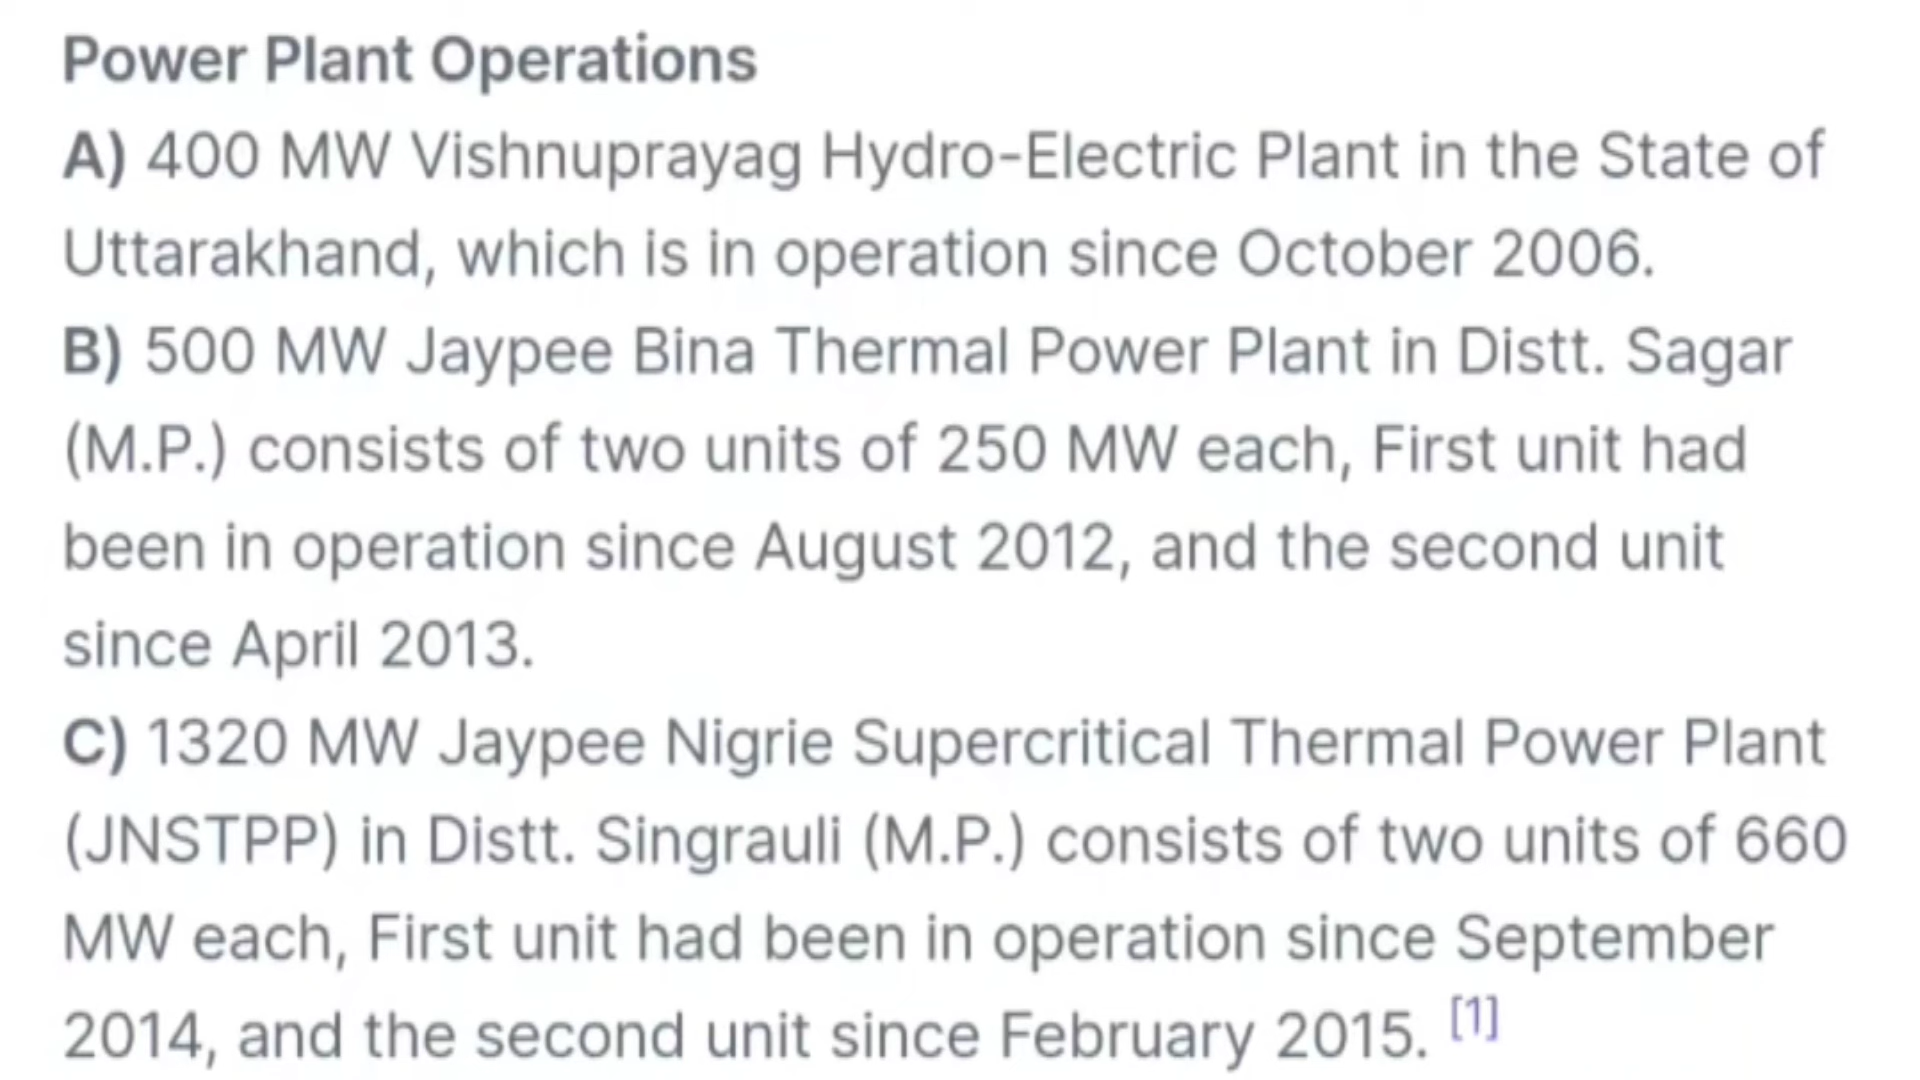 Power Plant Operations
A) 400 MW Vishnuprayag Hydro-Electric Plant in the State of
Uttarakhand, which is in operation since October 2006.
B) 500 MW Jaypee Bina Thermal Power Plant in Distt. Sagar
(M.P.) consists of two units of 250 MW each, First unit had
been in operation since August 2012, and the second unit
since April 2013.
C) 1320 MW Jaypee Nigrie Supercritical Thermal Power Plant
(JNSTPP) in Distt. Singrauli (M.P.) consists of two units of 660
MW each, First unit had been in operation since September
2014, and the second unit since February 2015. [1]